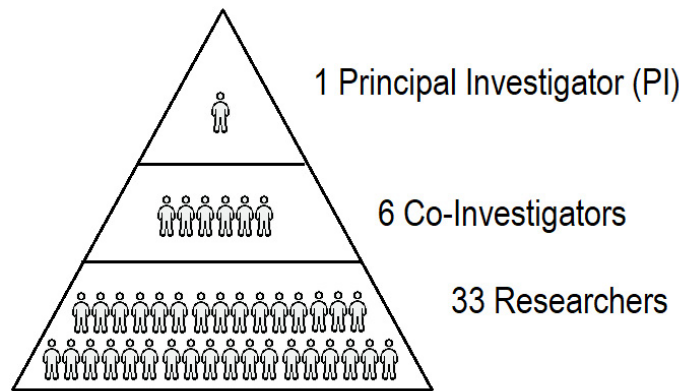 1 Principal Investigator (PI)
6 Co-Investigators
33 Researchers